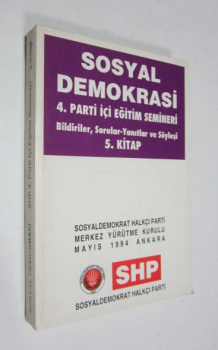 SOSYAL
DEMOKRASİ
4. PARTİ İÇİ EĞİTİM SEMİNERİ
Bildiriler, Sorular-Yanıtlar ve Söyleşi
5. KİTAP
SOSYALDEMOKRAT HALKÇI PARTİ
MERKEZ YÜRÜTME KURULU
MAYIS 1994 ANKARA
SHP
SOSYALDEMOKRAT HALKÇI PARTİ